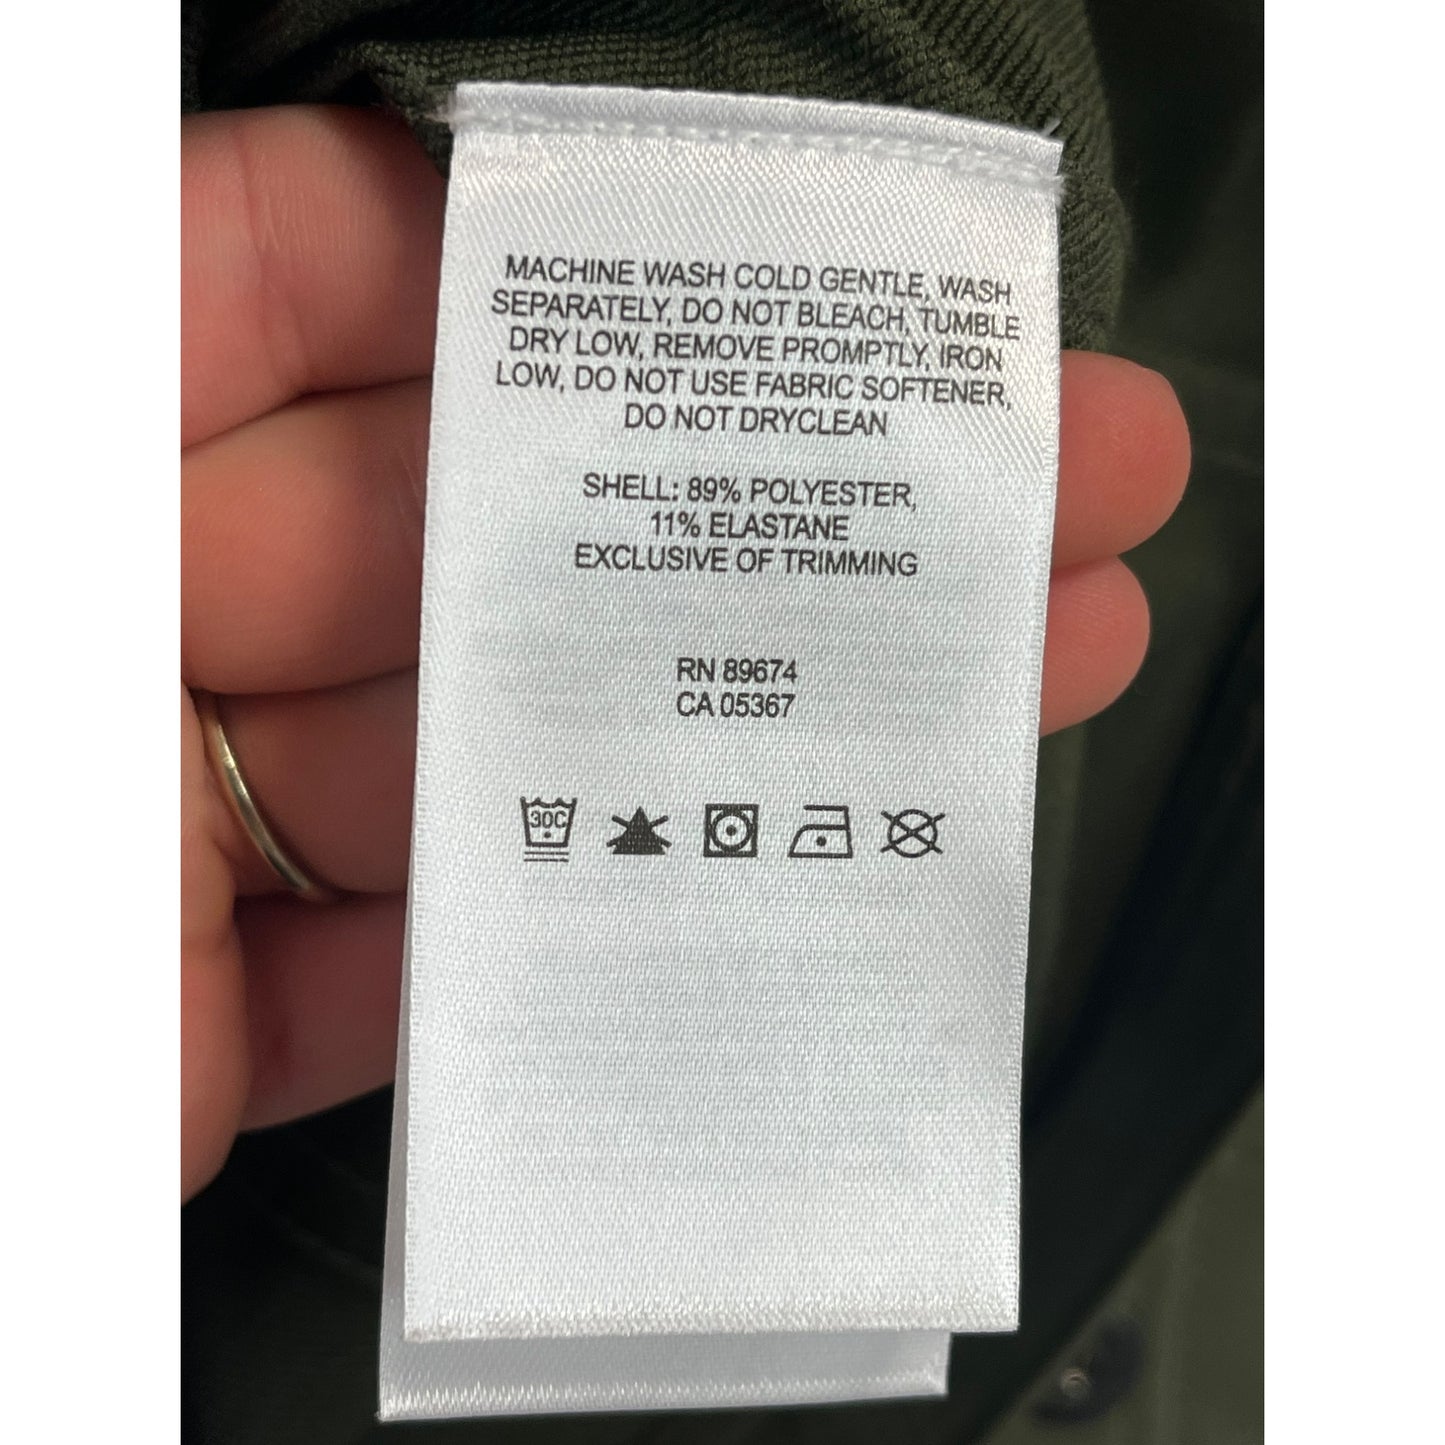 MACHINE WASH COLD GENTLE, WASH
SEPARATELY, DO NOT BLEACH, TUMBLE
DRY LOW, REMOVE PROMPTLY, IRON
LOW, DO NOT USE FABRIC SOFTENER,
DO NOT DRYCLEAN
SHELL: 89% POLYESTER,
11% ELASTANE
EXCLUSIVE OF TRIMMING
RN 89674
CA 05367
30C